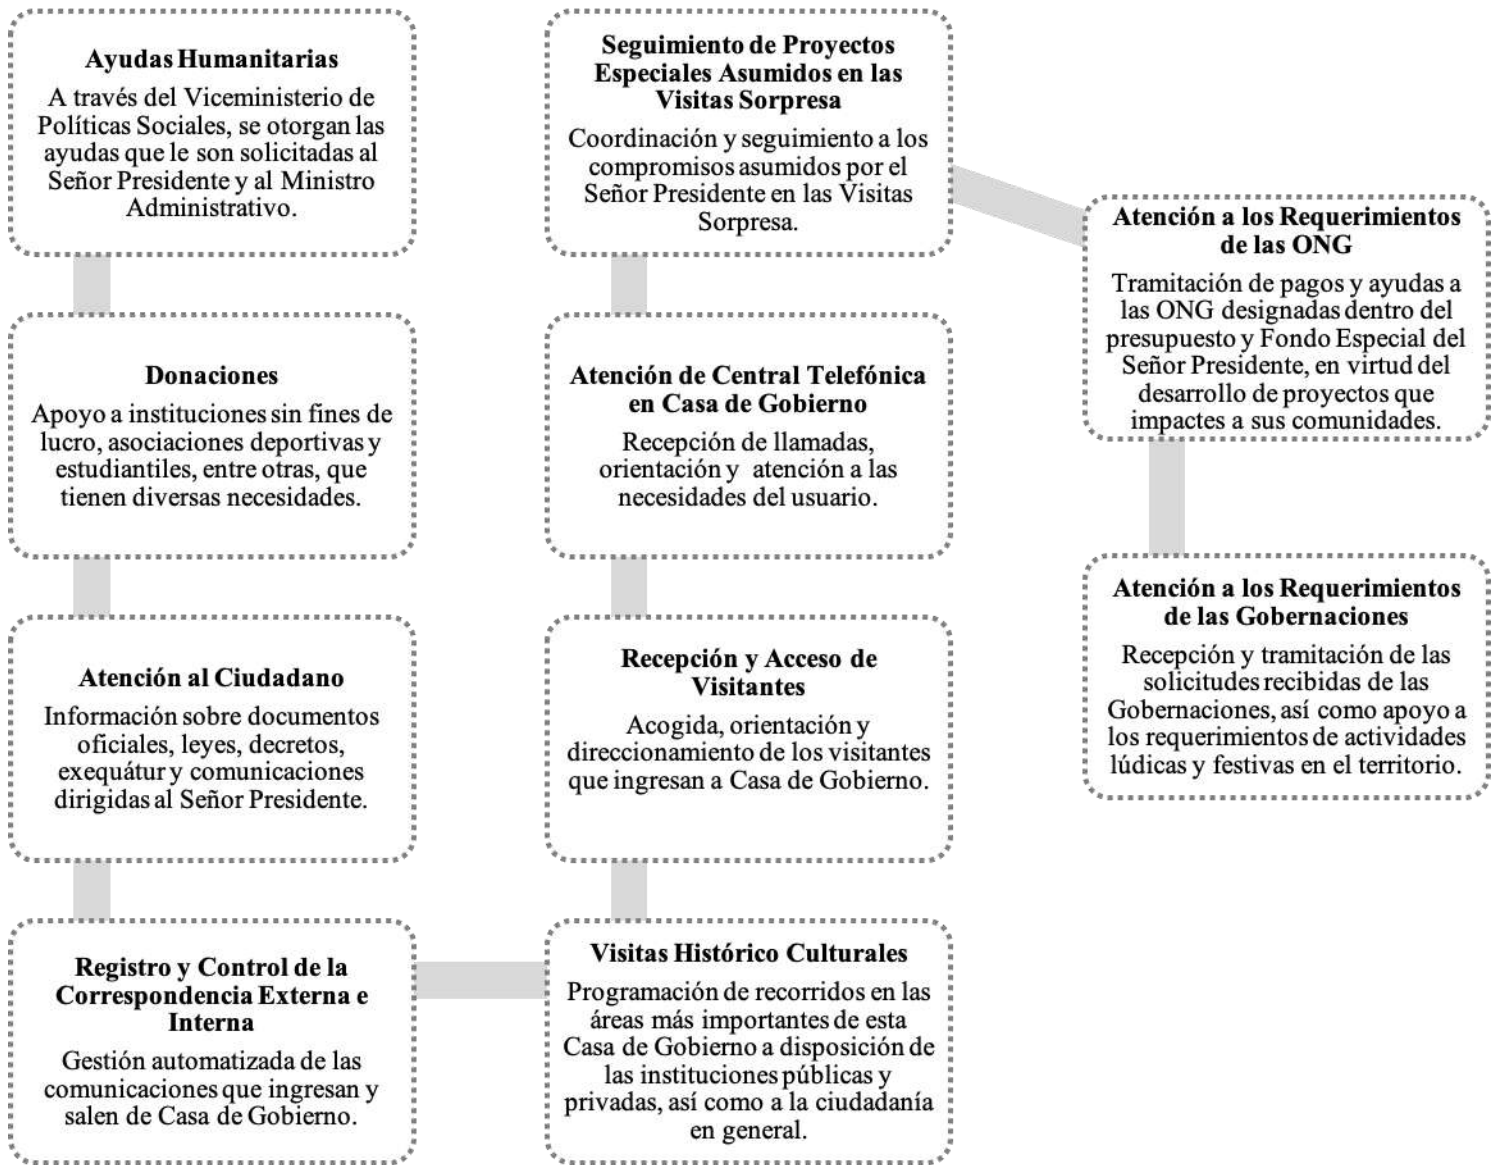 Ayudas Humanitarias
A través del Viceministerio de
Políticas Sociales, se otorgan las
ayudas que le son solicitadas al
Señor Presidente y al Ministro
Administrativo.
Donaciones
Apoyo a instituciones sin fines de
lucro, asociaciones deportivas y
estudiantiles, entre otras, que
tienen diversas necesidades.
Atención al Ciudadano
Información sobre documentos
oficiales, leyes, decretos,
exequátur y comunicaciones
dirigidas al Señor Presidente.
Registro y Control de la
Correspondencia Externa e
Interna
Gestión automatizada de las
comunicaciones que ingresan y
salen de Casa de Gobierno.
Visitas Histórico Culturales
Programación de recorridos en las
áreas más importantes de esta
Casa de Gobierno a disposición de
las instituciones públicas y
privadas, así como a la ciudadanía
en general.
Recepción y Acceso de
Visitantes
Acogida, orientación y
direccionamiento de los visitantes
que ingresan a Casa de Gobierno.
Atención de Central Telefónica
en Casa de Gobierno
Recepción de llamadas,
orientación y atención a las
necesidades del usuario.
Seguimiento de Proyectos
Especiales Asumidos en las
Visitas Sorpresa
Coordinación y seguimiento a los
compromisos asumidos por el
Señor Presidente en las Visitas
Sorpresa.
Atención a los Requerimientos
de las ONG
Tramitación de pagos y ayudas a
las ONG designadas dentro del
presupuesto y Fondo Especial del
Señor Presidente, en virtud del
desarrollo de proyectos que
impactes a sus comunidades.
Atención a los Requerimientos
de las Gobernaciones
Recepción y tramitación de las
solicitudes recibidas de las
Gobernaciones, así como apoyo a
los requerimientos de actividades
lúdicas y festivas en el territorio.